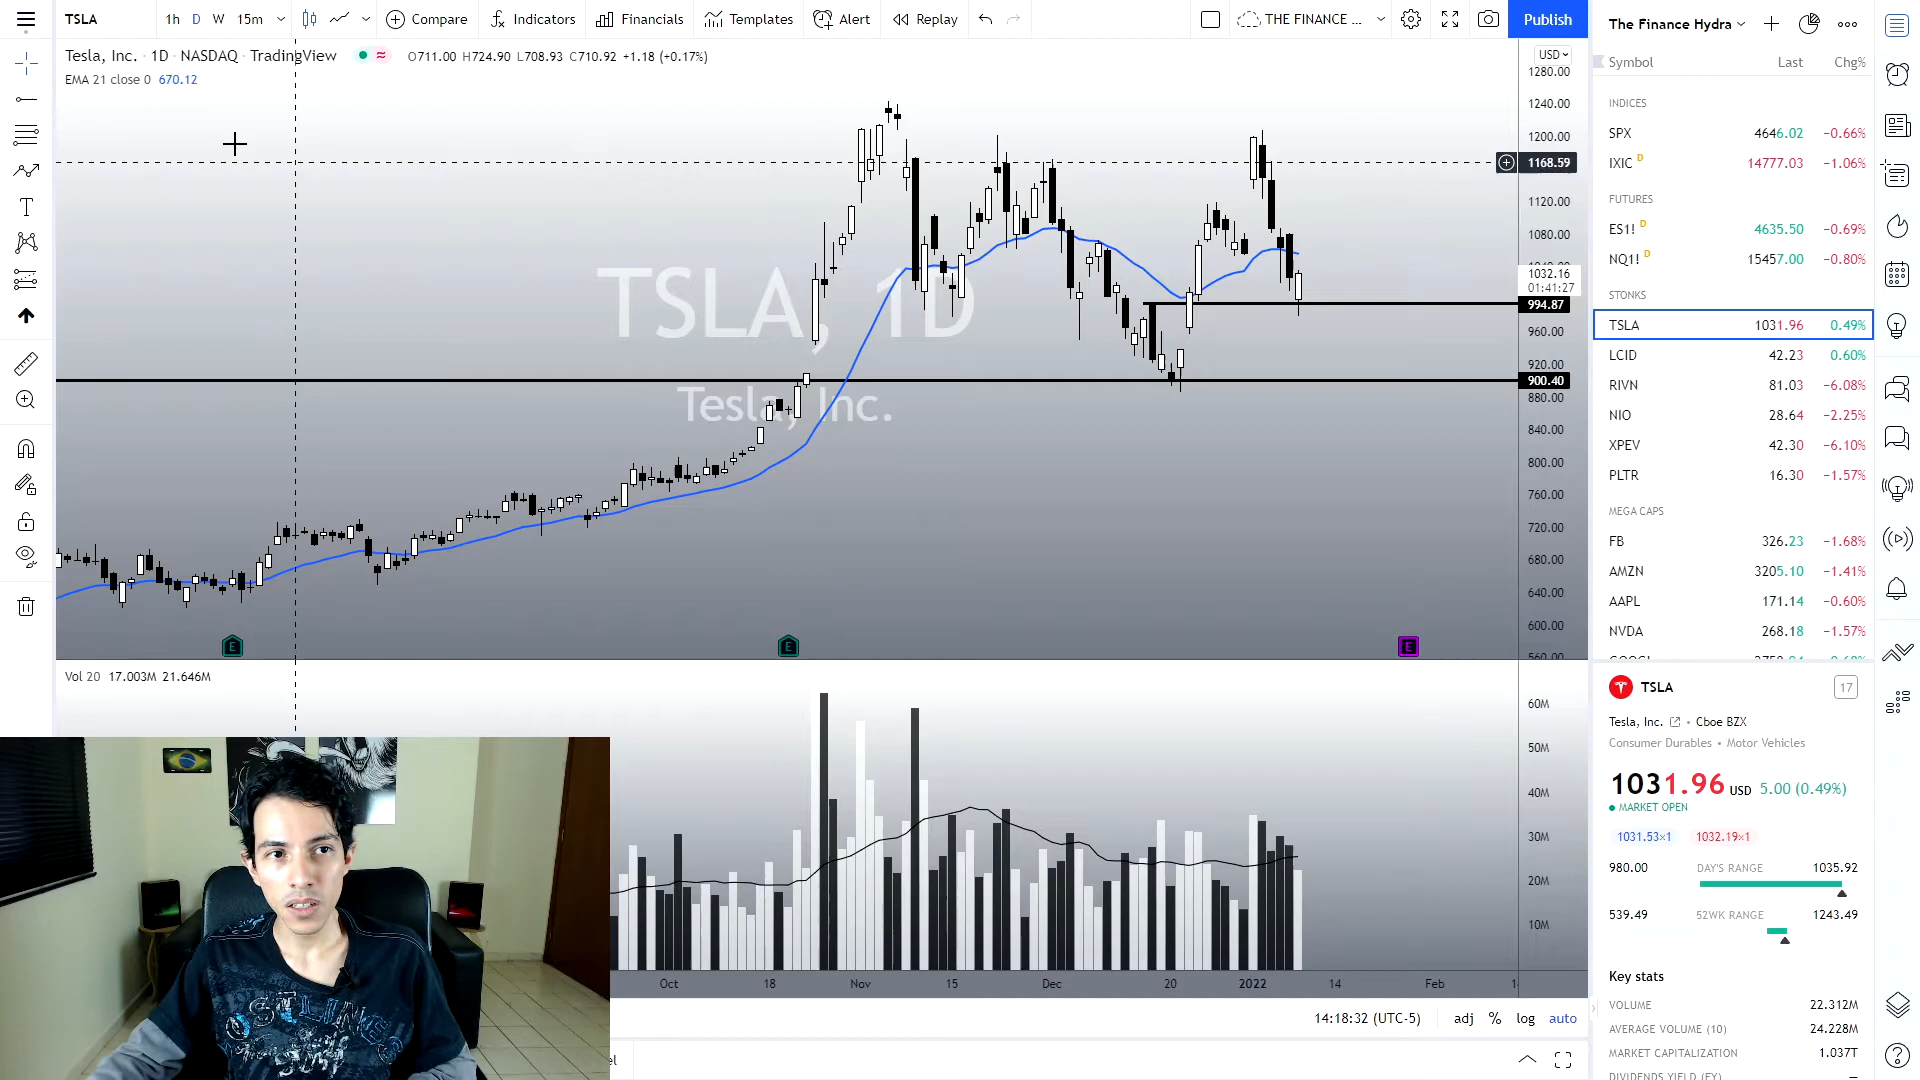 TSLA 1h D W 15m Compare Indicators Financials Templates Alert Replay THE FINANCE ... Publish
Tesla, Inc. · 1D · NASDAQ · TradingView O711.00 H724.90 L708.93 C710.92 +1.18 (+0.17%)
EMA 21 close 0 670.12
USD
1280.00
1240.00
1200.00
1168.59
1120.00
1080.00
1032.16
01:41:27
994.87
960.00
920.00
900.40
880.00
840.00
800.00
760.00
720.00
680.00
640.00
600.00
560.00
TSLA, 1D
Tesla, Inc.
E E E
Vol 20 17.003M 21.646M
60M
50M
40M
30M
20M
10M
Oct 18 Nov 15 Dec 20 2022 14 Feb
14:18:32 (UTC-5) adj % log auto
The Finance Hydra
Symbol Last Chg%
INDICES
SPX 4646.02 −0.66%
IXIC D 14777.03 −1.06%
FUTURES
ES1! D 4635.50 −0.69%
NQ1! D 15457.00 −0.80%
STONKS
TSLA 1031.96 0.49%
LCID 42.23 0.60%
RIVN 81.03 −6.08%
NIO 28.64 −2.25%
XPEV 42.30 −6.10%
PLTR 16.30 −1.57%
MEGA CAPS
FB 326.23 −1.68%
AMZN 3205.10 −1.41%
AAPL 171.14 −0.60%
NVDA 268.18 −1.57%
TSLA 17
Tesla, Inc. • Cboe BZX
Consumer Durables • Motor Vehicles
1031.96 USD 5.00 (0.49%)
MARKET OPEN
1031.53×1 1032.19×1
980.00 DAY'S RANGE 1035.92
539.49 52WK RANGE 1243.49
Key stats
VOLUME 22.312M
AVERAGE VOLUME (10) 24.228M
MARKET CAPITALIZATION 1.037T
DIVIDENDS YIELD (FY) —